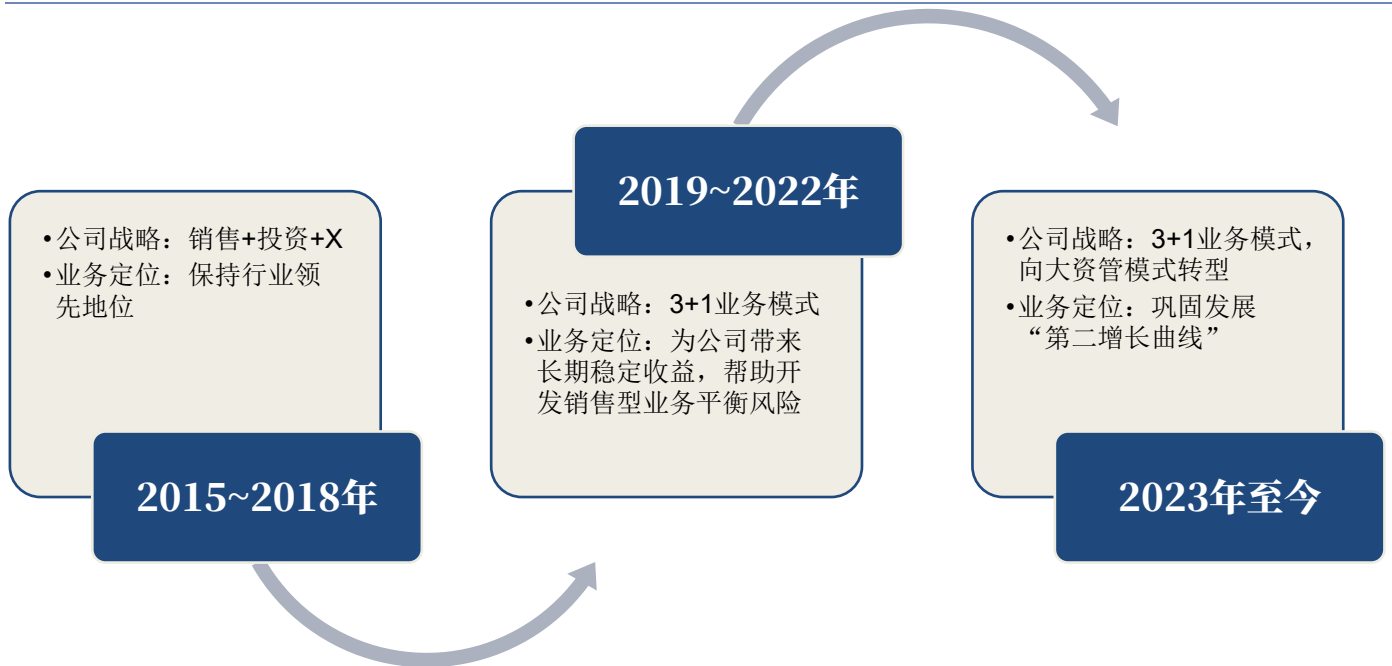 •公司战略：销售+投资+X
•业务定位：保持行业领
先地位
2015~2018年
2019~2022年
•公司战略：3+1业务模式
•业务定位：为公司带来
长期稳定收益，帮助开
发销售型业务平衡风险
•公司战略：3+1业务模式，
向大资管模式转型
•业务定位：巩固发展
“第二增长曲线”
2023年至今